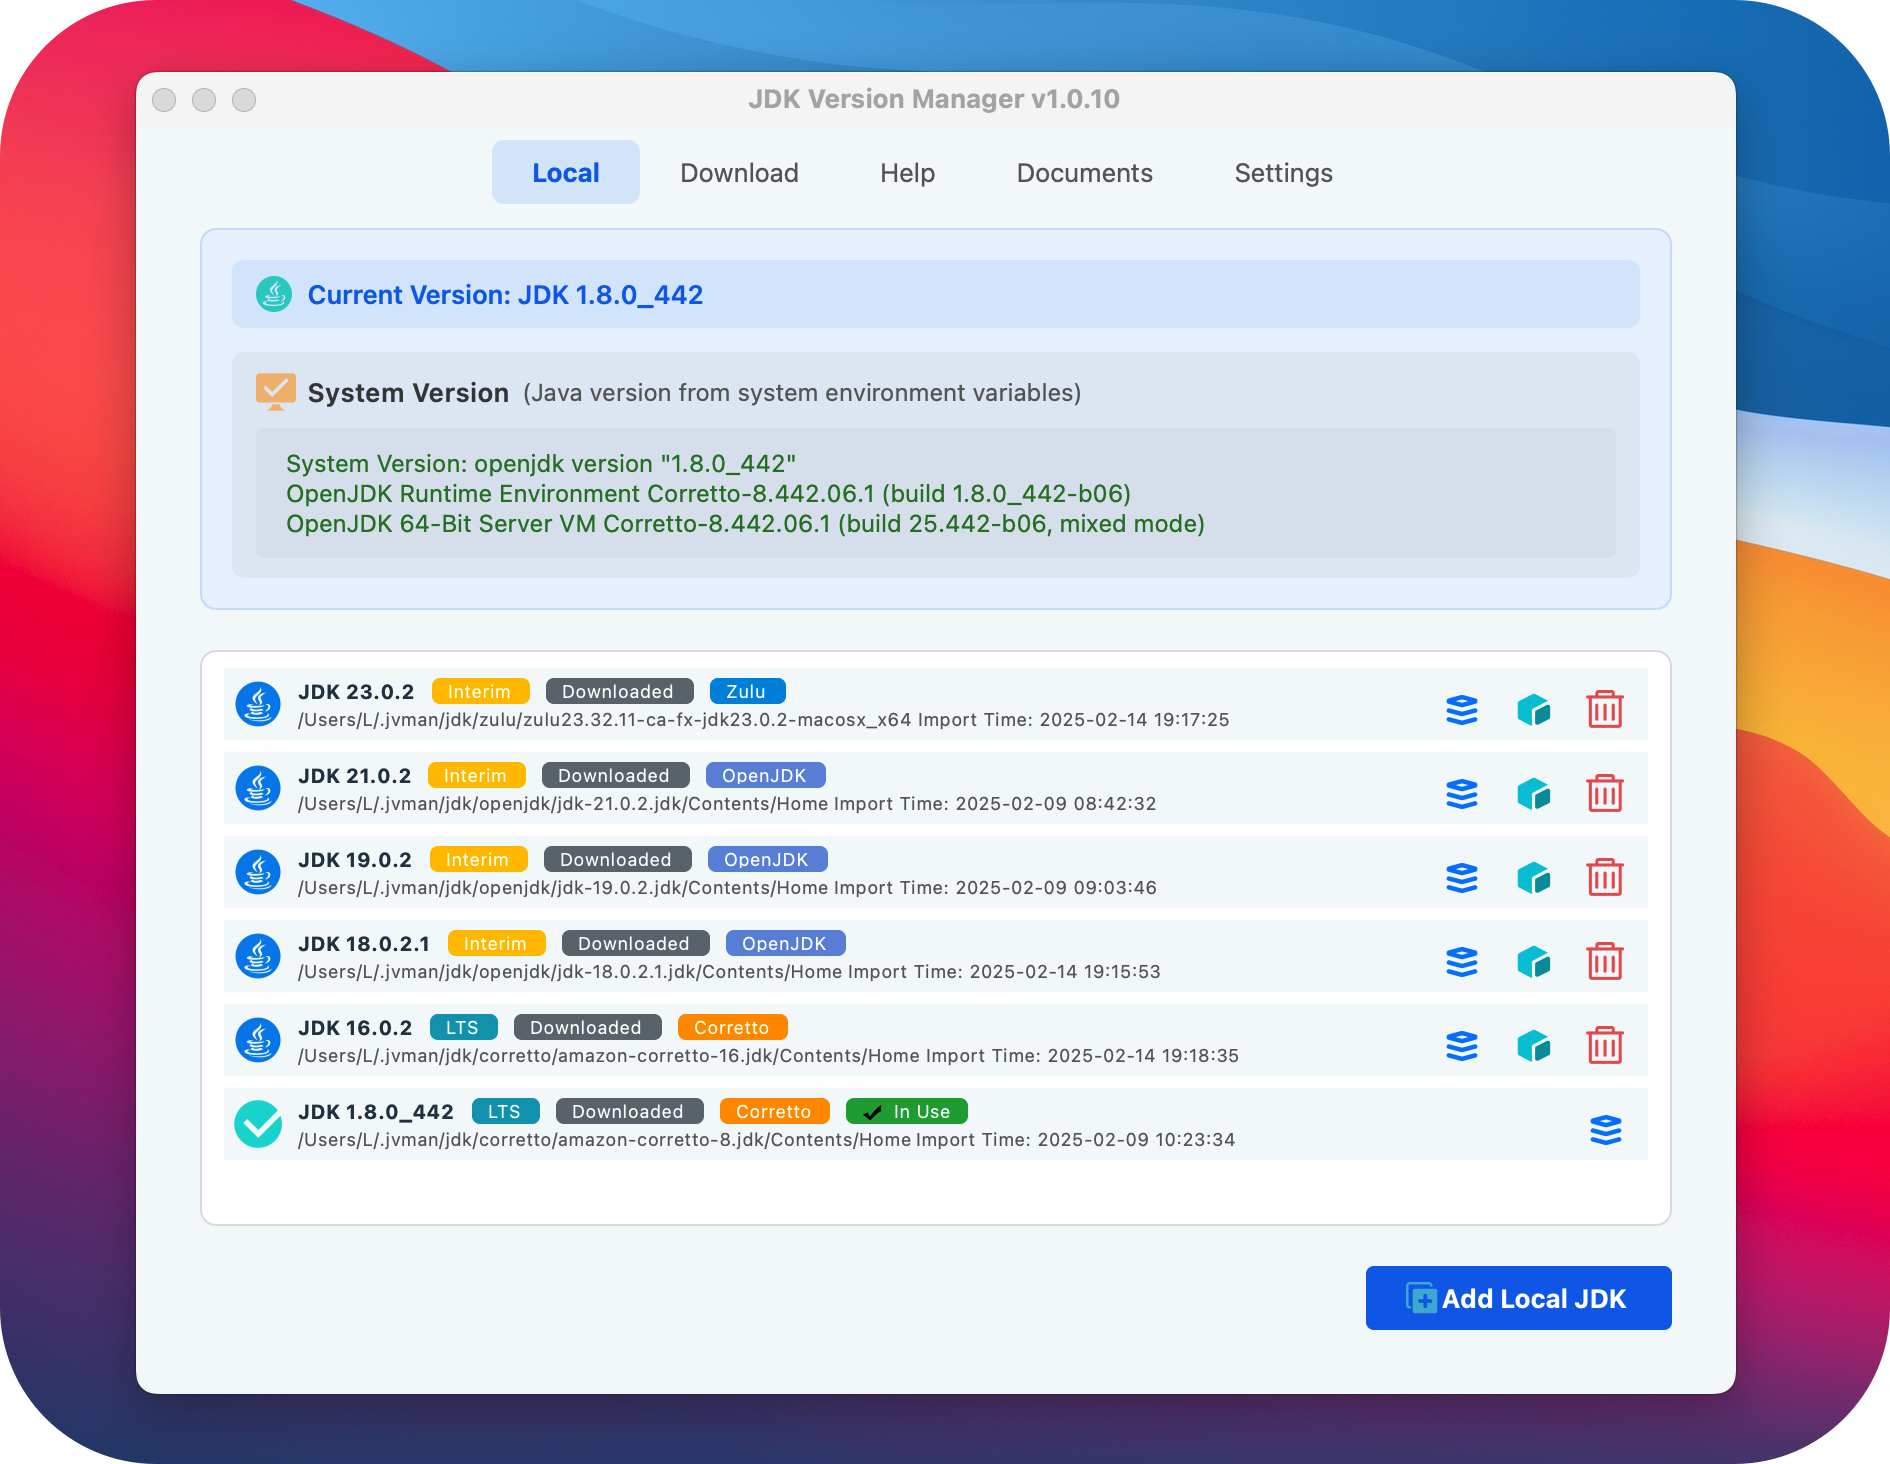 JDK Version Manager v1.0.10
Local Download Help Documents Settings
Current Version: JDK 1.8.0_442
System Version (Java version from system environment variables)
System Version: openjdk version "1.8.0_442"
OpenJDK Runtime Environment Corretto-8.442.06.1 (build 1.8.0_442-b06)
OpenJDK 64-Bit Server VM Corretto-8.442.06.1 (build 25.442-b06, mixed mode)
JDK 23.0.2 Interim Downloaded Zulu
/Users/L/.jvman/jdk/zulu/zulu23.32.11-ca-fx-jdk23.0.2-macosx_x64 Import Time: 2025-02-14 19:17:25
JDK 21.0.2 Interim Downloaded OpenJDK
/Users/L/.jvman/jdk/openjdk/jdk-21.0.2.jdk/Contents/Home Import Time: 2025-02-09 08:42:32
JDK 19.0.2 Interim Downloaded OpenJDK
/Users/L/.jvman/jdk/openjdk/jdk-19.0.2.jdk/Contents/Home Import Time: 2025-02-09 09:03:46
JDK 18.0.2.1 Interim Downloaded OpenJDK
/Users/L/.jvman/jdk/openjdk/jdk-18.0.2.1.jdk/Contents/Home Import Time: 2025-02-14 19:15:53
JDK 16.0.2 LTS Downloaded Corretto
/Users/L/.jvman/jdk/corretto/amazon-corretto-16.jdk/Contents/Home Import Time: 2025-02-14 19:18:35
JDK 1.8.0_442 LTS Downloaded Corretto In Use
/Users/L/.jvman/jdk/corretto/amazon-corretto-8.jdk/Contents/Home Import Time: 2025-02-09 10:23:34
Add Local JDK